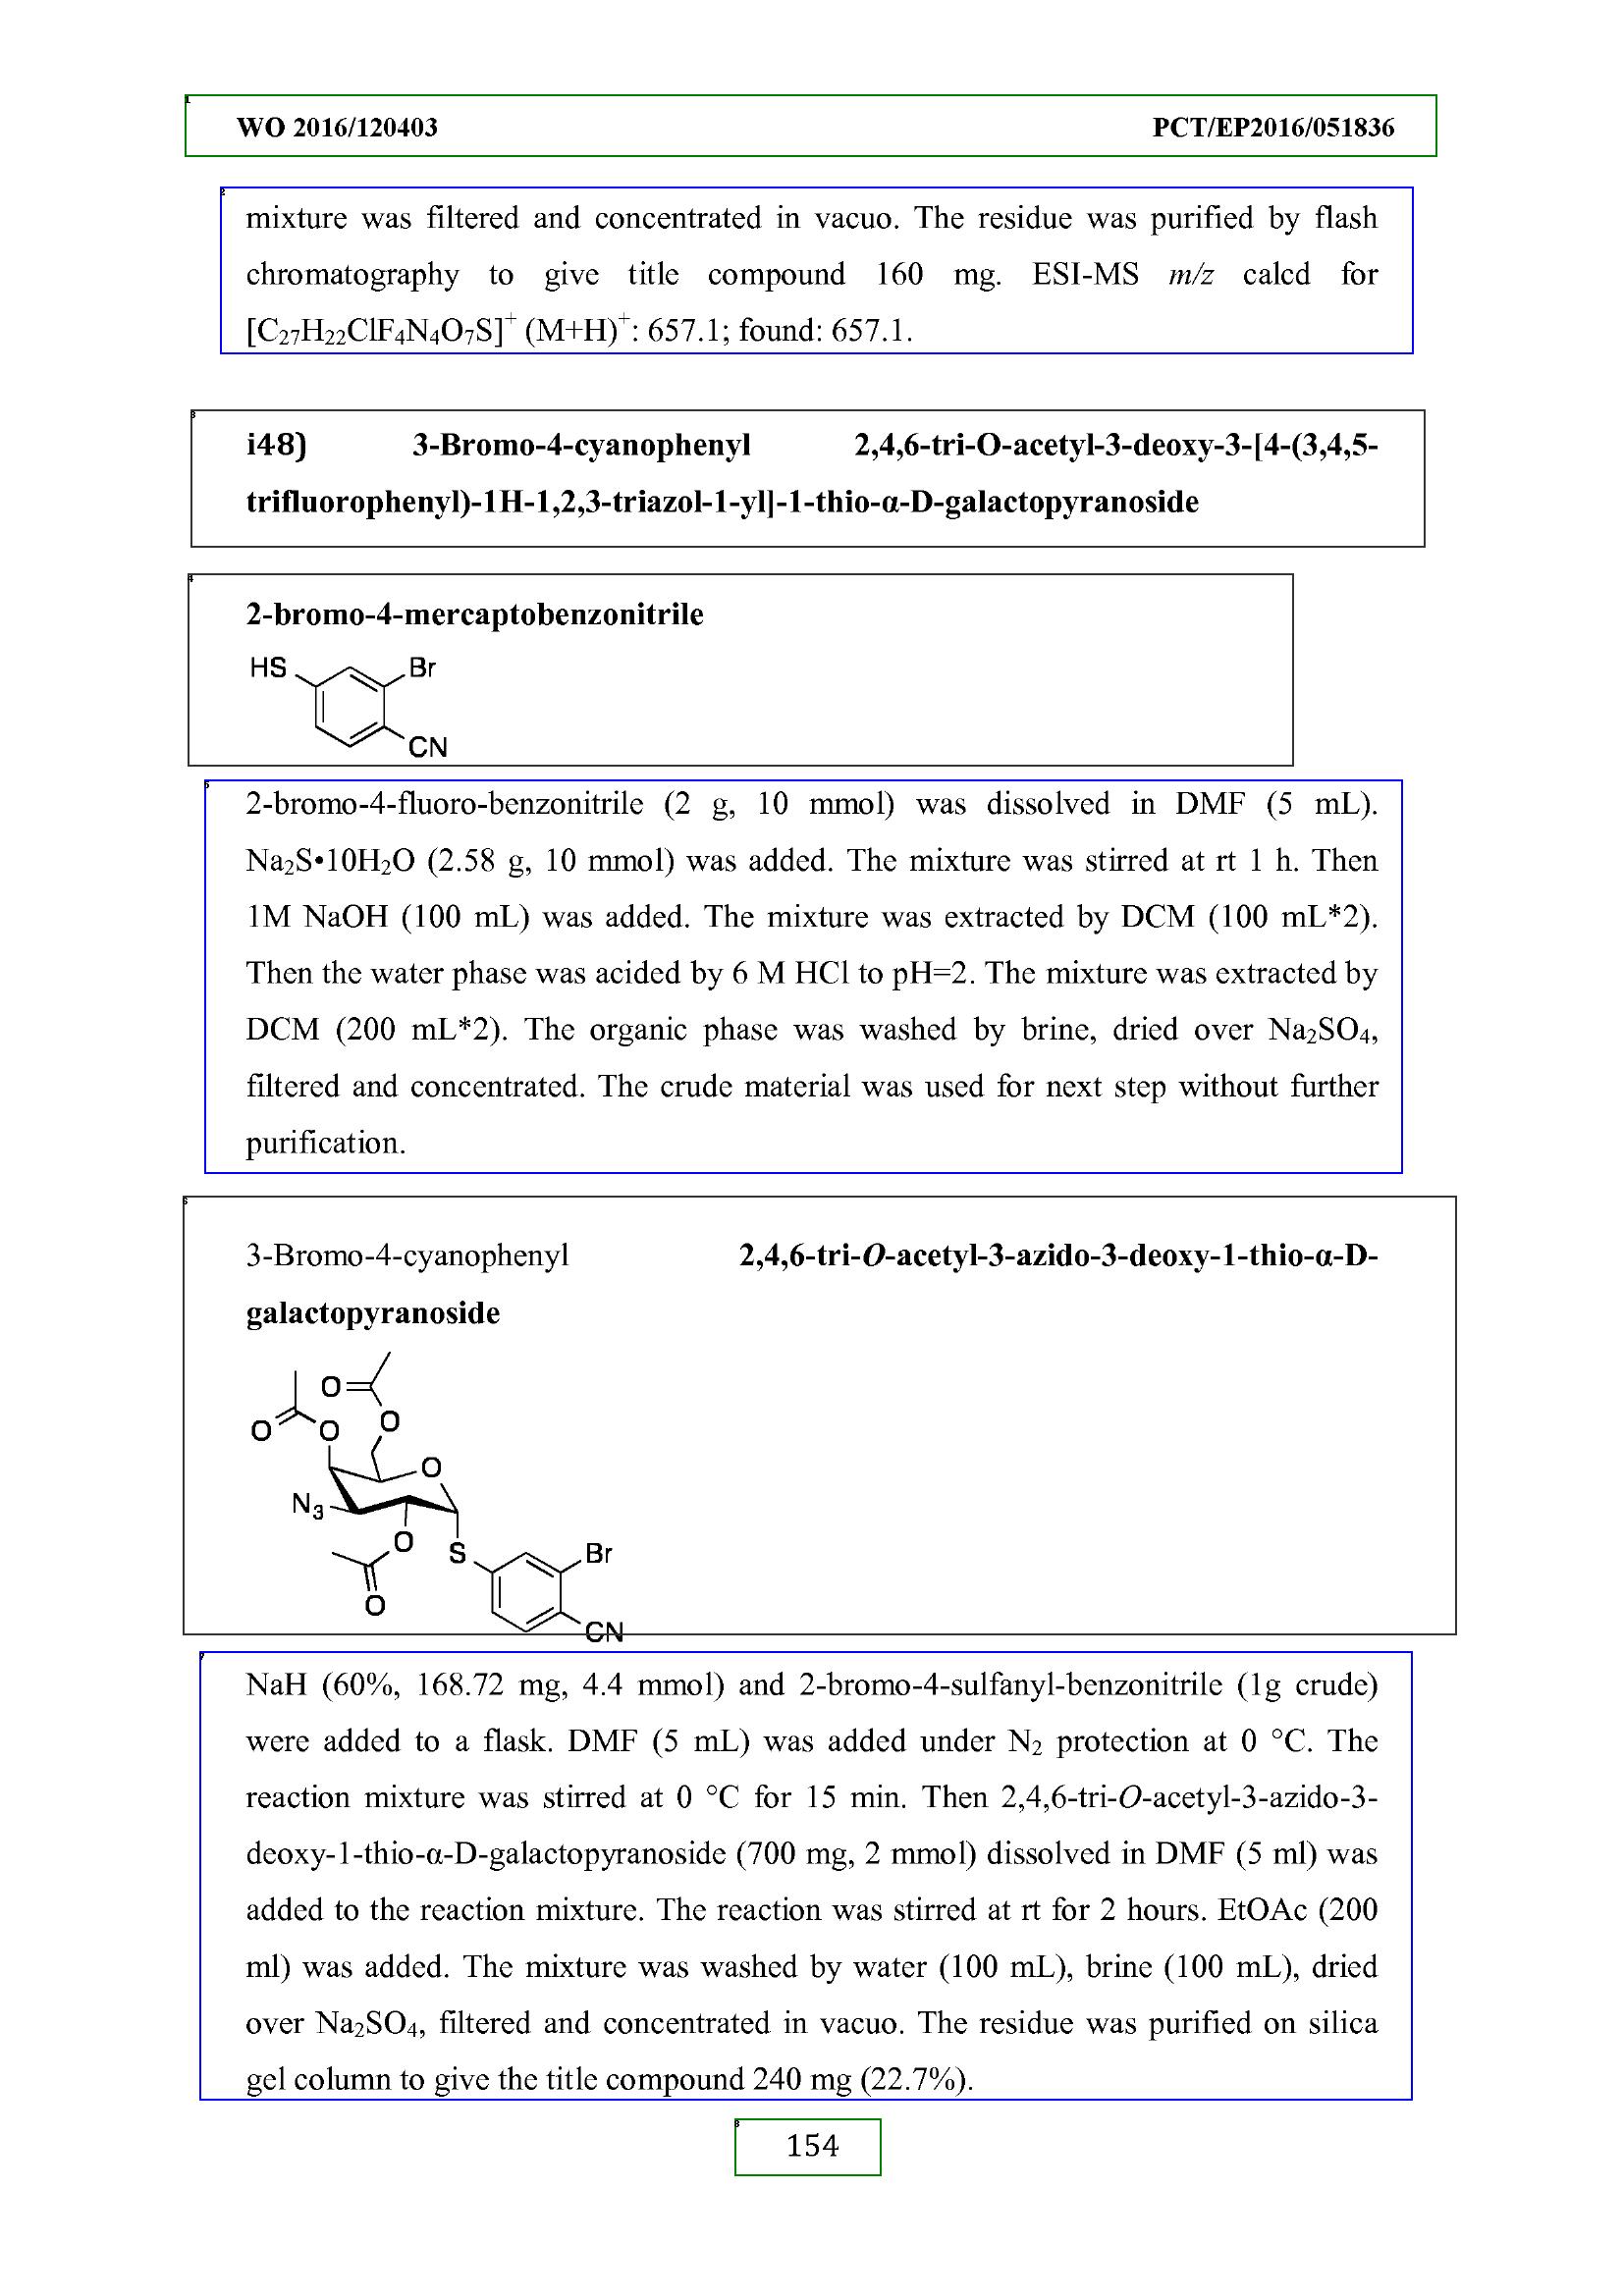 WO 2016/120403 PCT/EP2016/051836
mixture was filtered and concentrated in vacuo. The residue was purified by flash
chromatography to give title compound 160 mg. ESI-MS m/z calcd for
[C₂₇H₂₂ClF₄N₄O₇S]⁺ (M+H)⁺: 657.1; found: 657.1.
i48) 3-Bromo-4-cyanophenyl 2,4,6-tri-O-acetyl-3-deoxy-3-[4-(3,4,5-
trifluorophenyl)-1H-1,2,3-triazol-1-yl]-1-thio-α-D-galactopyranoside
2-bromo-4-mercaptobenzonitrile
HS Br
CN
2-bromo-4-fluoro-benzonitrile (2 g, 10 mmol) was dissolved in DMF (5 mL).
Na₂S•10H₂O (2.58 g, 10 mmol) was added. The mixture was stirred at rt 1 h. Then
1M NaOH (100 mL) was added. The mixture was extracted by DCM (100 mL*2).
Then the water phase was acided by 6 M HCl to pH=2. The mixture was extracted by
DCM (200 mL*2). The organic phase was washed by brine, dried over Na₂SO₄,
filtered and concentrated. The crude material was used for next step without further
purification.
3-Bromo-4-cyanophenyl 2,4,6-tri-O-acetyl-3-azido-3-deoxy-1-thio-α-D-
galactopyranoside
O
O O O
O
N₃
O S Br
O
CN
NaH (60%, 168.72 mg, 4.4 mmol) and 2-bromo-4-sulfanyl-benzonitrile (1g crude)
were added to a flask. DMF (5 mL) was added under N₂ protection at 0 °C. The
reaction mixture was stirred at 0 °C for 15 min. Then 2,4,6-tri-O-acetyl-3-azido-3-
deoxy-1-thio-α-D-galactopyranoside (700 mg, 2 mmol) dissolved in DMF (5 ml) was
added to the reaction mixture. The reaction was stirred at rt for 2 hours. EtOAc (200
ml) was added. The mixture was washed by water (100 mL), brine (100 mL), dried
over Na₂SO₄, filtered and concentrated in vacuo. The residue was purified on silica
gel column to give the title compound 240 mg (22.7%).
154